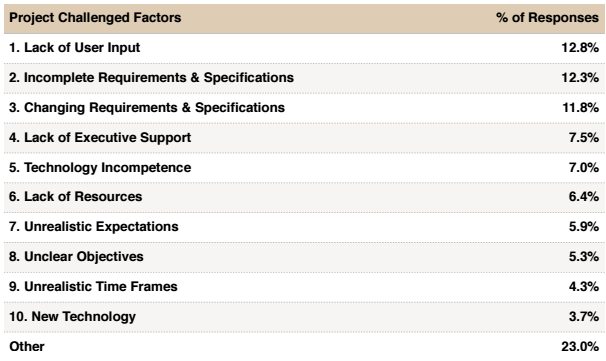 Project Challenged Factors % of Responses
1. Lack of User Input 12.8%
2. Incomplete Requirements & Specifications 12.3%
3. Changing Requirements & Specifications 11.8%
4. Lack of Executive Support 7.5%
5. Technology Incompetence 7.0%
6. Lack of Resources 6.4%
7. Unrealistic Expectations 5.9%
8. Unclear Objectives 5.3%
9. Unrealistic Time Frames 4.3%
10. New Technology 3.7%
Other 23.0%